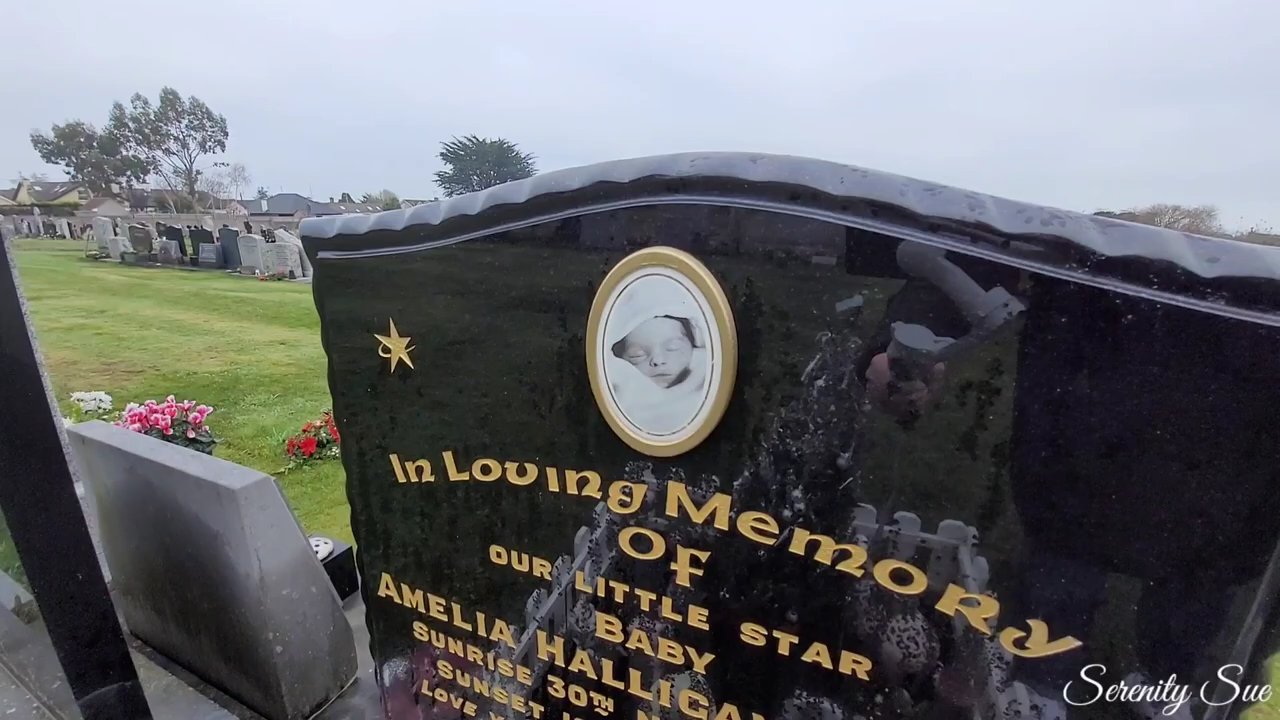 In Loving Memory
OF
OUR LITTLE STAR
BABY
AMELIA HALLIGAN
SUNRISE 30TH
SUNSET
LOVE
Serenity Sue